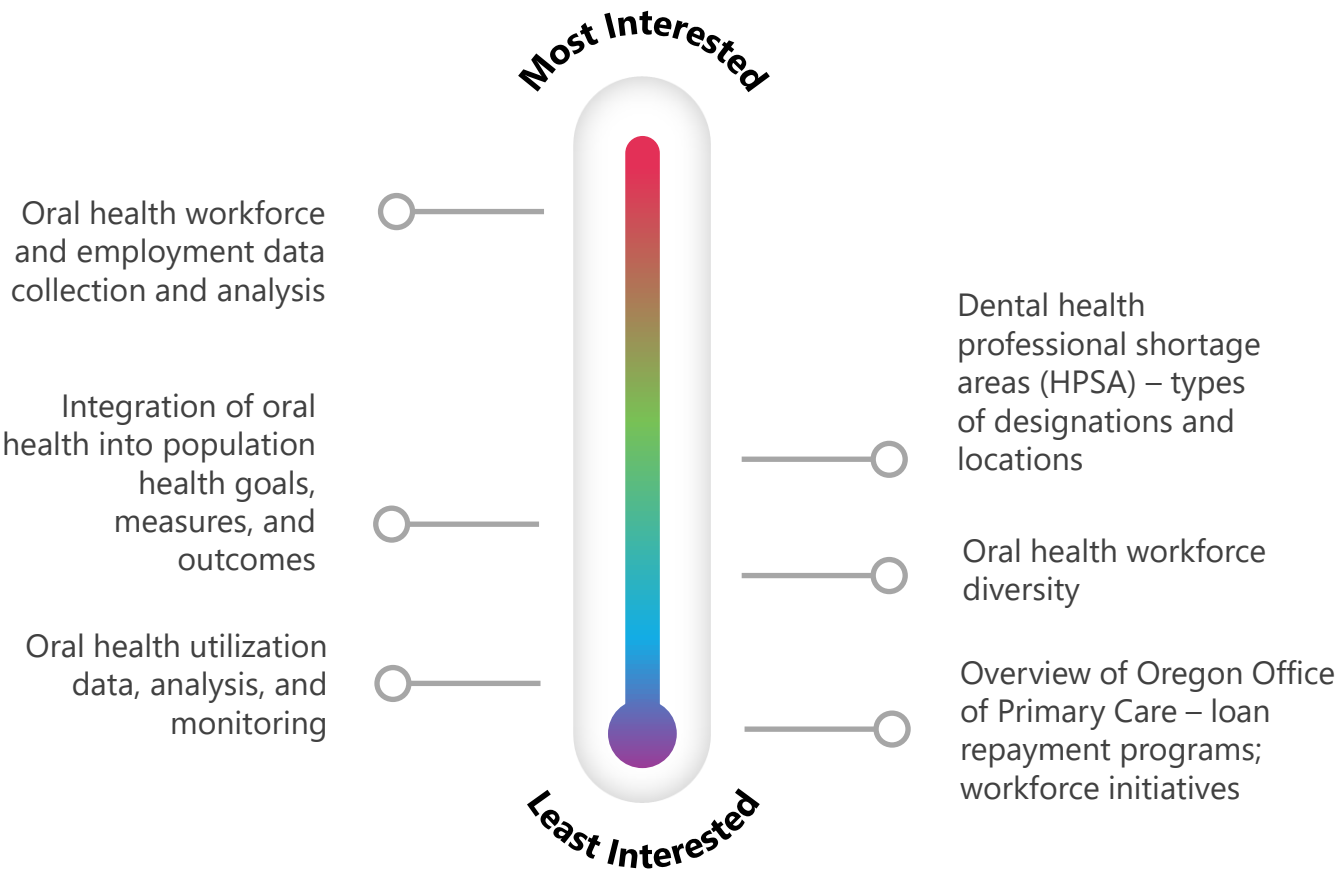 Most Interested
Oral health workforce
and employment data
collection and analysis
Dental health
professional shortage
areas (HPSA) – types
of designations and
locations
Integration of oral
health into population
health goals,
measures, and
outcomes
Oral health workforce
diversity
Oral health utilization
data, analysis, and
monitoring
Overview of Oregon Office
of Primary Care – loan
repayment programs;
workforce initiatives
Least Interested